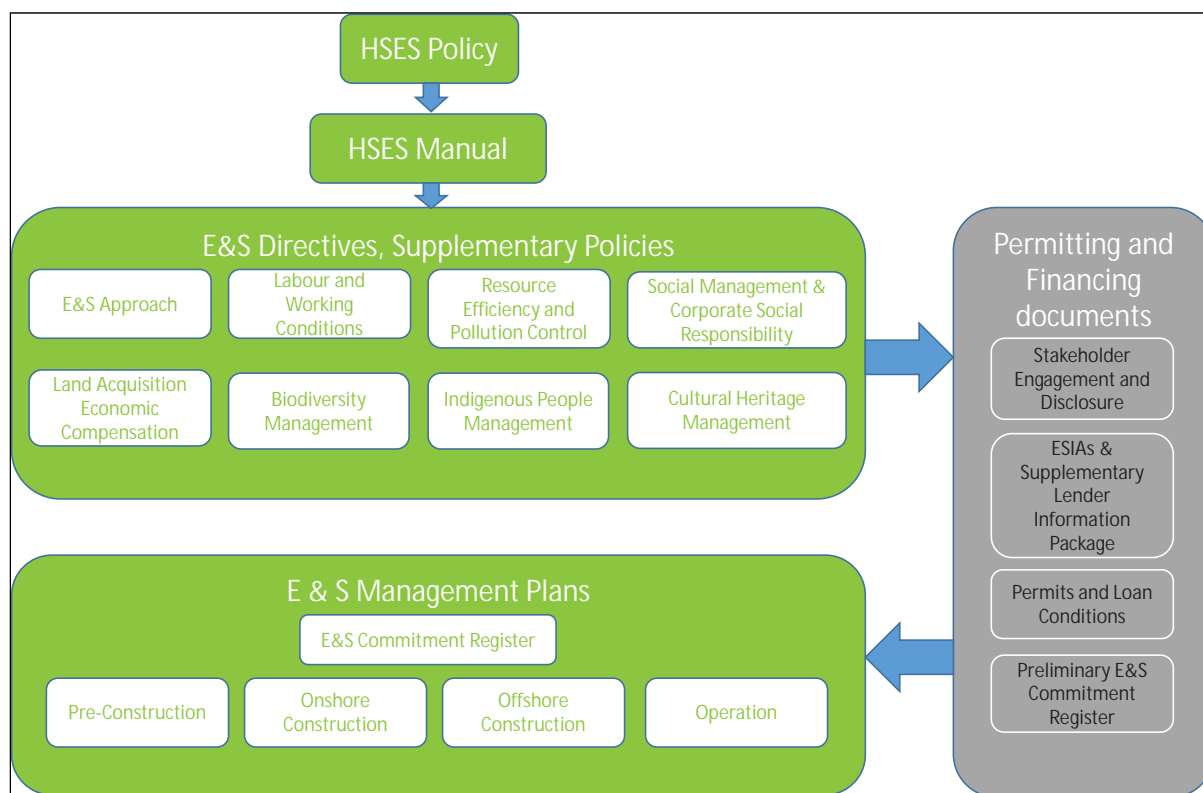 HSES Policy
HSES Manual
E&S Directives, Supplementary Policies
E&S Approach
Labour and
Working
Conditions
Resource
Efficiency and
Pollution Control
Social Management &
Corporate Social
Responsibility
Land Acquisition
Economic
Compensation
Biodiversity
Management
Indigenous People
Management
Cultural Heritage
Management
Permitting and
Financing
documents
Stakeholder
Engagement and
Disclosure
ESIAs &
Supplementary
Lender
Information
Package
Permits and Loan
Conditions
Preliminary E&S
Commitment
Register
E & S Management Plans
E&S Commitment Register
Pre-Construction
Onshore
Construction
Offshore
Construction
Operation